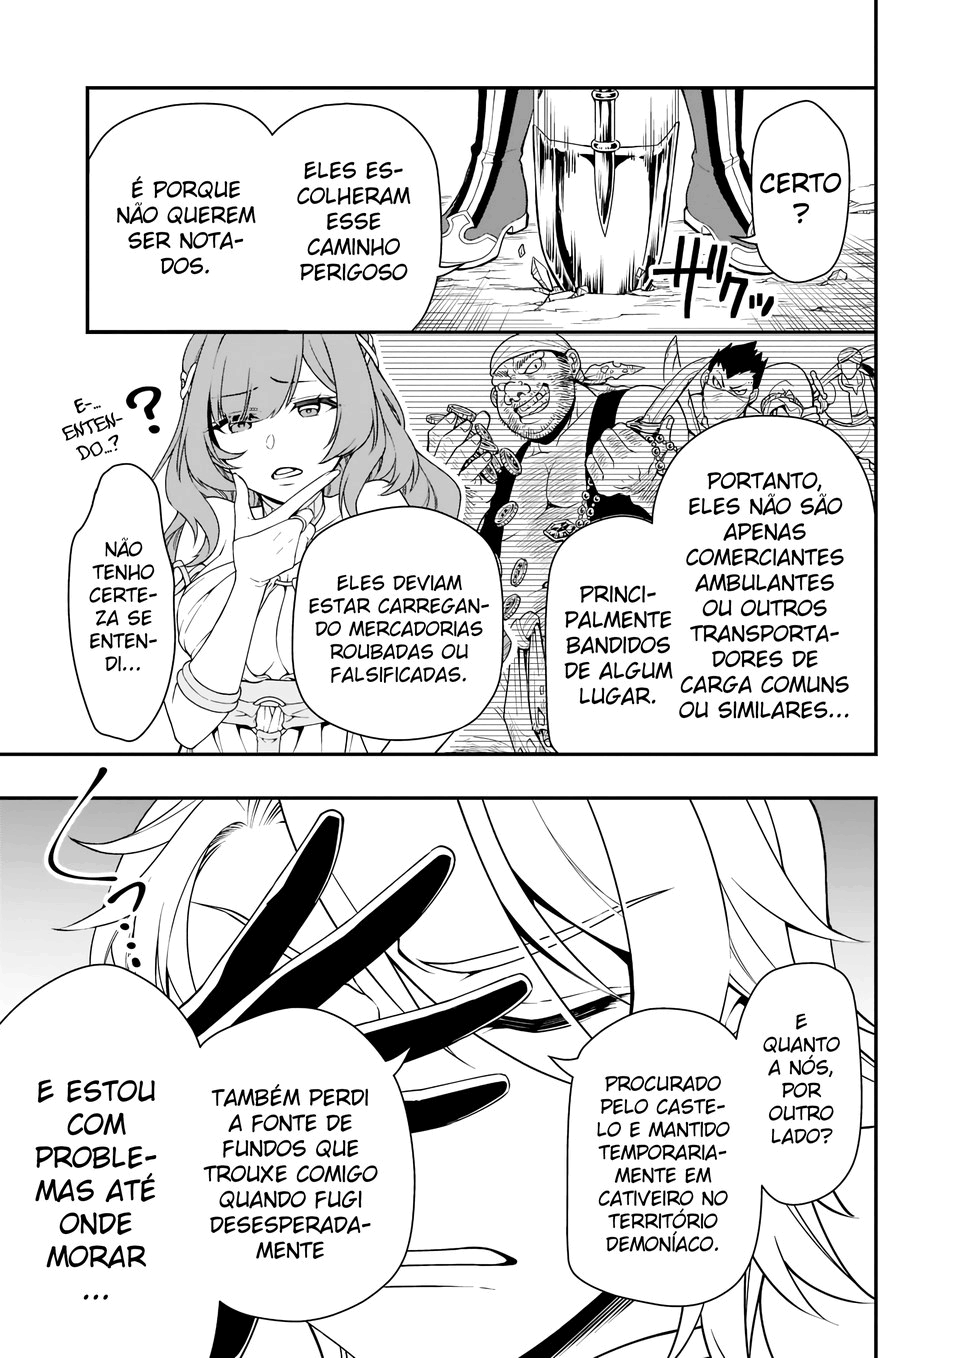 CERTO
?
ELES ES-
COLHERAM
ESSE
CAMINHO
PERIGOSO
É PORQUE
NÃO QUEREM
SER NOTA-
DOS.
ザクッ
PORTANTO,
ELES NÃO SÃO
APENAS
COMERCIANTES
AMBULANTES
OU OUTROS
TRANSPORTA-
DORES DE
CARGA COMUNS
OU SIMILARES...
PRINCI-
PALMENTE
BANDIDOS
DE ALGUM
LUGAR.
ELES DEVIAM
ESTAR CARREGAN-
DO MERCADORIAS
ROUBADAS OU
FALSIFICADAS.
?
E-...
ENTEN-
DO...?
NÃO
TENHO
CERTE-
ZA SE
ENTEN-
DI...
E
QUANTO
A NÓS,
POR
OUTRO
LADO?
PROCURADO
PELO CASTE-
LO E MANTIDO
TEMPORARIA-
MENTE EM
CATIVEIRO NO
TERRITÓRIO
DEMONÍACO.
TAMBÉM PERDI
A FONTE DE
FUNDOS QUE
TROUXE COMIGO
QUANDO FUGI
DESESPERADA-
MENTE
E ESTOU
COM
PROBLE-
MAS ATÉ
ONDE
MORAR
...